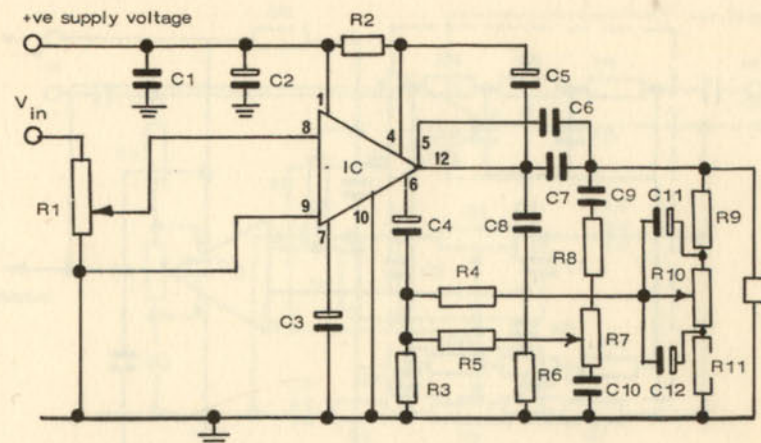 +ve supply voltage
R2
C1
C2
C5
Vin
1
4
5
C6
8
IC
12
R1
6
C7
C9
C11
R9
9
10
7
C4
C8
R8
R4
R10
C3
R5
R7
R3
R6
C10
C12
R11